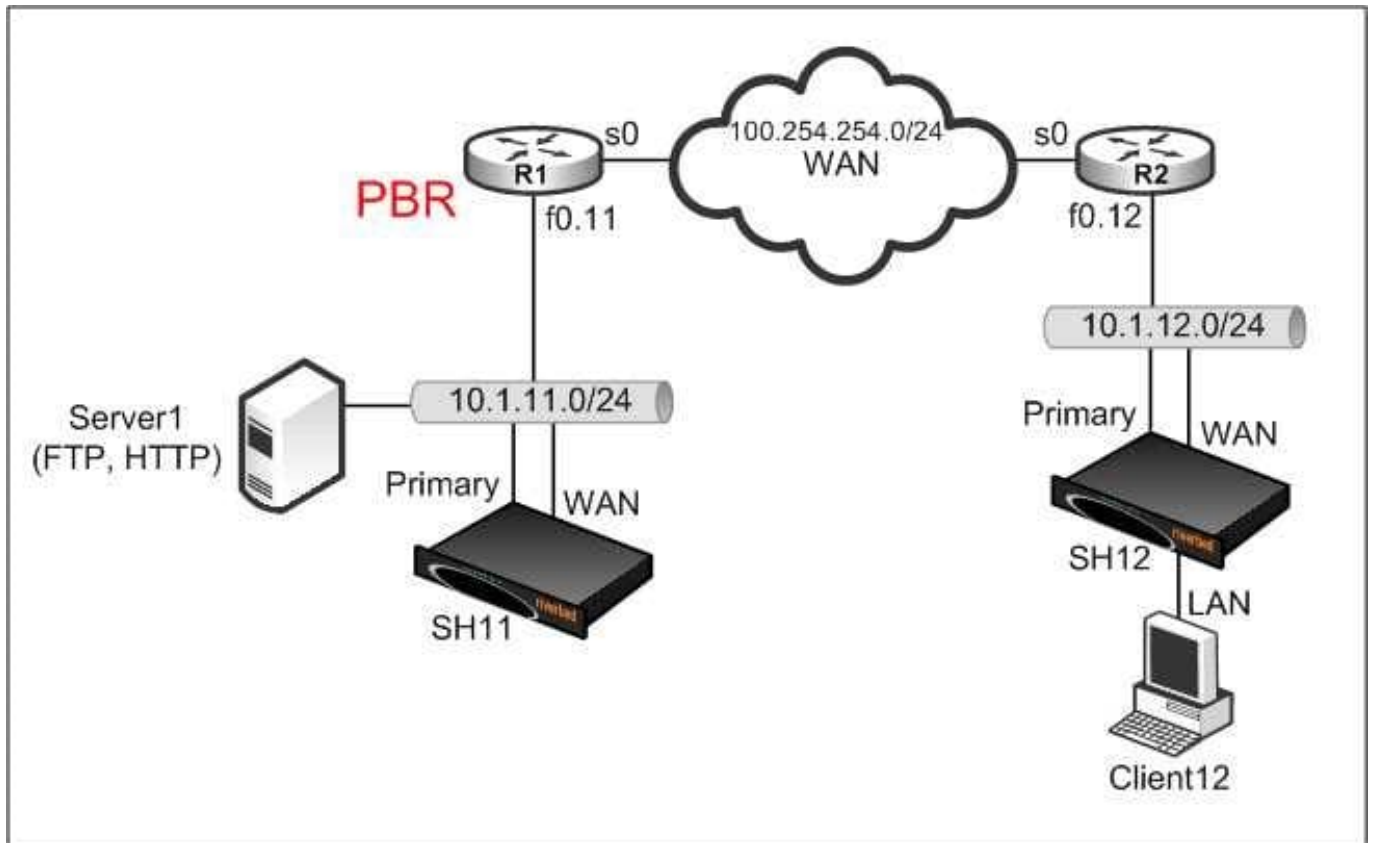 100.254.254.0/24
WAN
s0
s0
R1
R2
PBR
f0.11
f0.12
10.1.12.0/24
10.1.11.0/24
Server1
(FTP, HTTP)
Primary
WAN
Primary
WAN
SH11
SH12
LAN
Client12